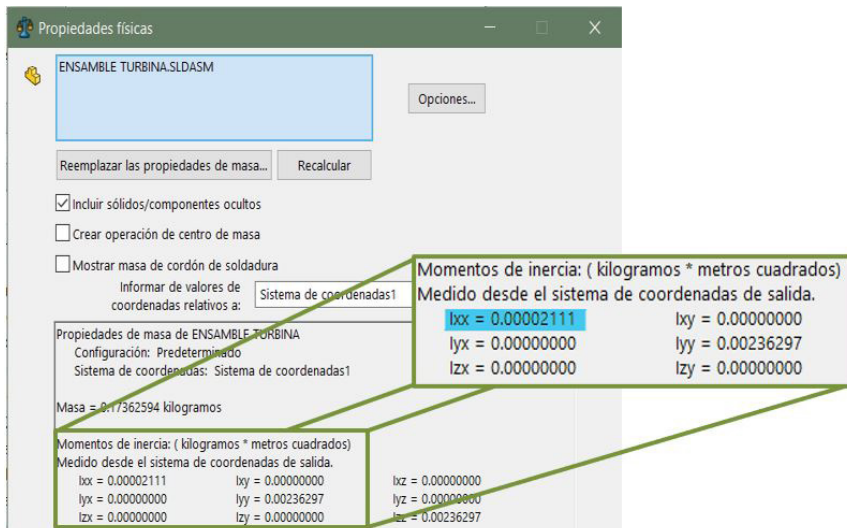 Propiedades físicas
ENSAMBLE TURBINA.SLDASM
Opciones...
Reemplazar las propiedades de masa... Recalcular
Incluir sólidos/componentes ocultos
Crear operación de centro de masa
Mostrar masa de cordón de soldadura
Informar de valores de
coordenadas relativos a: Sistema de coordenadas1
Propiedades de masa de ENSAMBLE TURBINA
Configuración: Predeterminado
Sistema de coordenadas: Sistema de coordenadas1
Masa = 0.17362594 kilogramos
Momentos de inercia: ( kilogramos * metros cuadrados)
Medido desde el sistema de coordenadas de salida.
Ixx = 0.00002111 Ixy = 0.00000000 Ixz = 0.00000000
Iyx = 0.00000000 Iyy = 0.00236297 Iyz = 0.00000000
Izx = 0.00000000 Izy = 0.00000000 Izz = 0.00236297
Momentos de inercia: ( kilogramos * metros cuadrados)
Medido desde el sistema de coordenadas de salida.
Ixx = 0.00002111 Ixy = 0.00000000
Iyx = 0.00000000 Iyy = 0.00236297
Izx = 0.00000000 Izy = 0.00000000